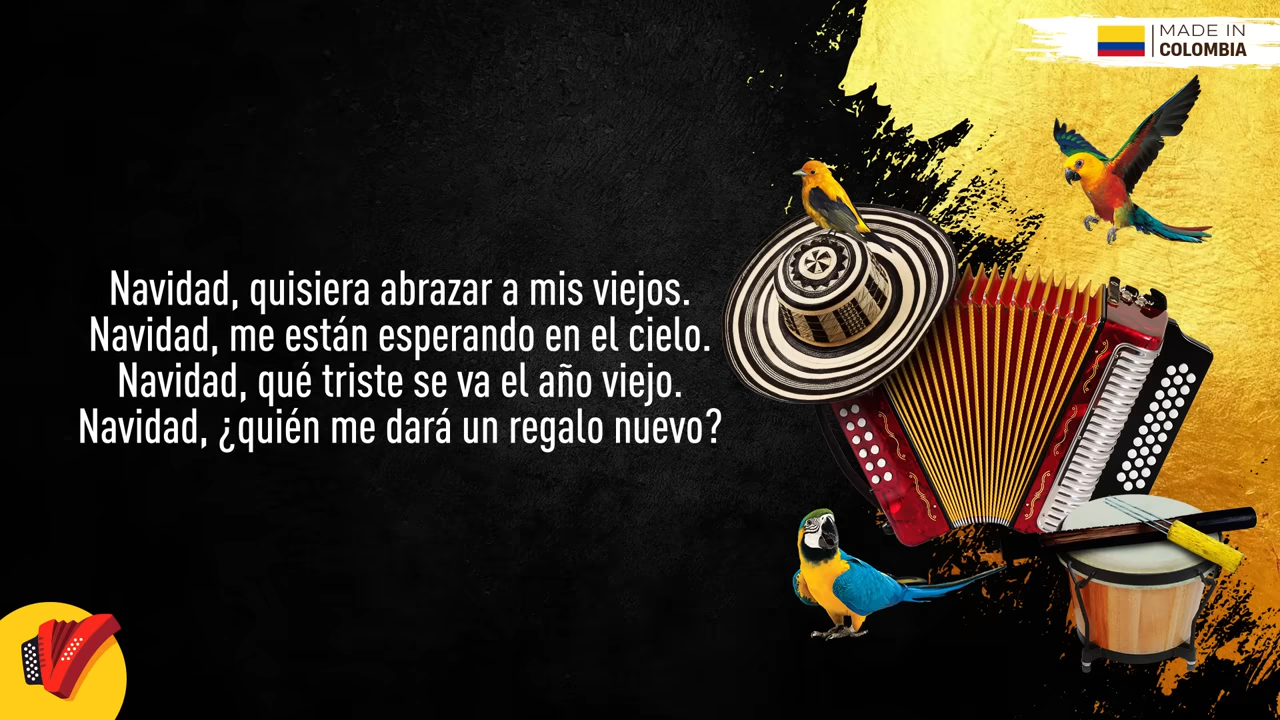 MADE IN
COLOMBIA
Navidad, quisiera abrazar a mis viejos.
Navidad, me están esperando en el cielo.
Navidad, qué triste se va el año viejo.
Navidad, ¿quién me dará un regalo nuevo?